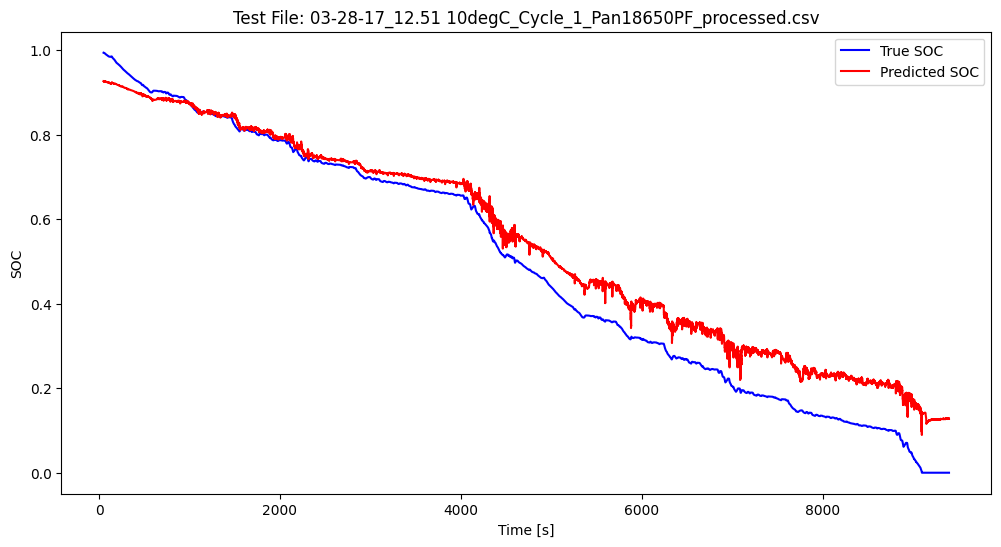 Test File: 03-28-17_12.51 10degC_Cycle_1_Pan18650PF_processed.csv
True SOC
Predicted SOC
1.0
0.8
0.6
0.4
0.2
0.0
SOC
0
2000
4000
6000
8000
Time [s]